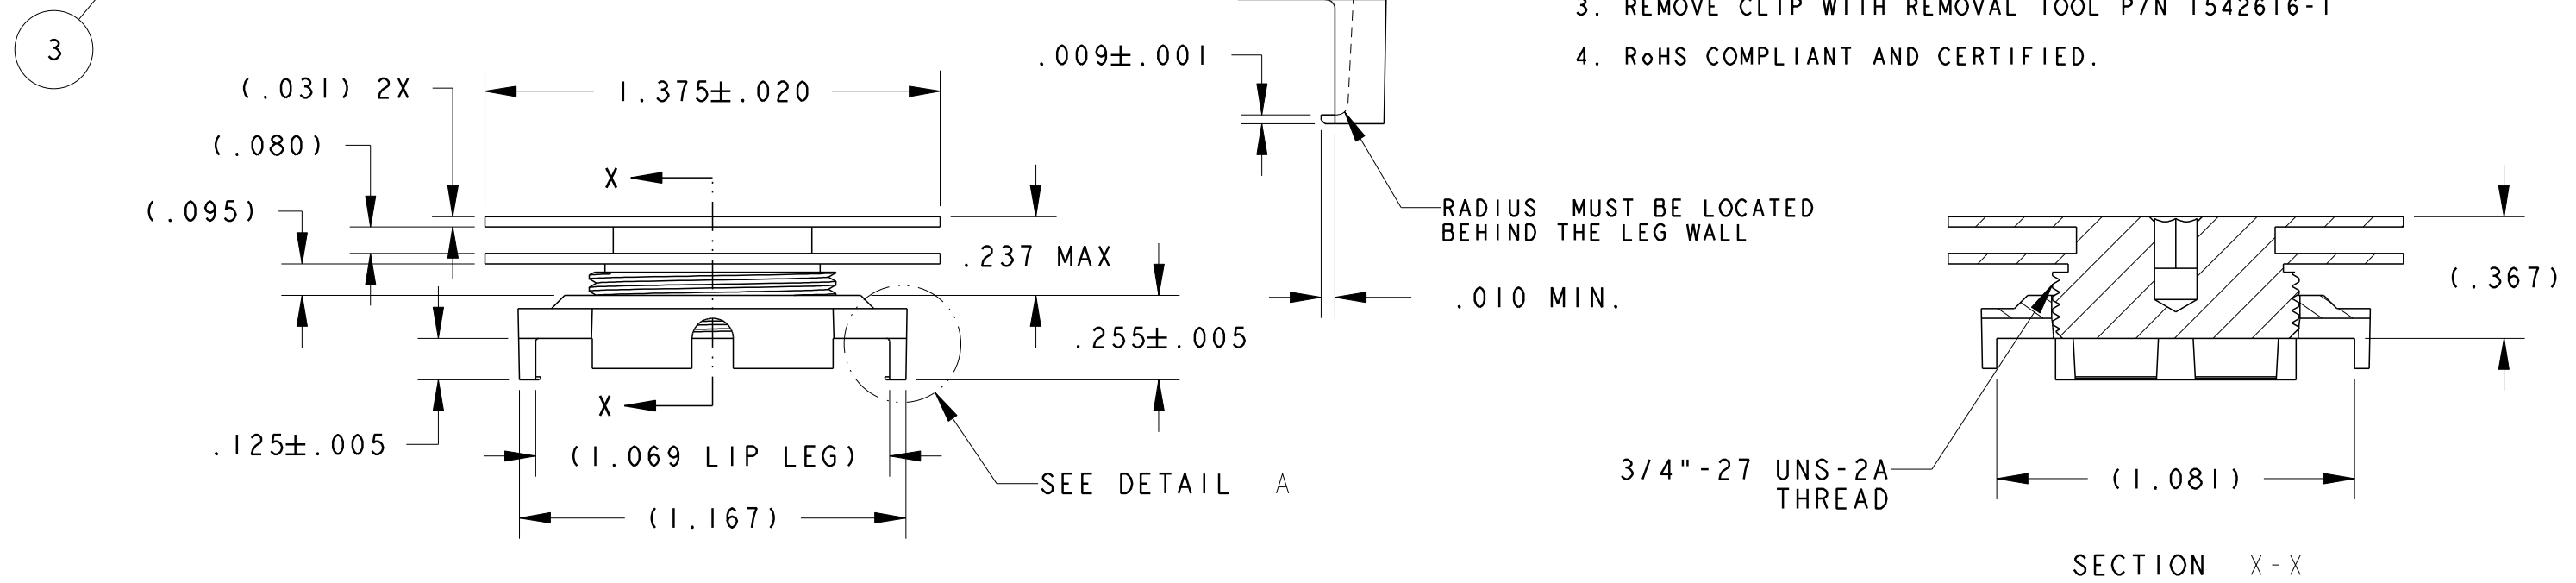 3. REMOVE CLIP WITH REMOVAL TOOL P/N 1542616-1
4. RoHS COMPLIANT AND CERTIFIED.
3
(.031) 2X
1.375±.020
.009±.001
(.080)
X
(.095)
RADIUS MUST BE LOCATED
BEHIND THE LEG WALL
.237 MAX
(.367)
.010 MIN.
.255±.005
X
.125±.005
(1.069 LIP LEG)
SEE DETAIL A
(1.167)
3/4"-27 UNS-2A
THREAD
(1.081)
SECTION X-X